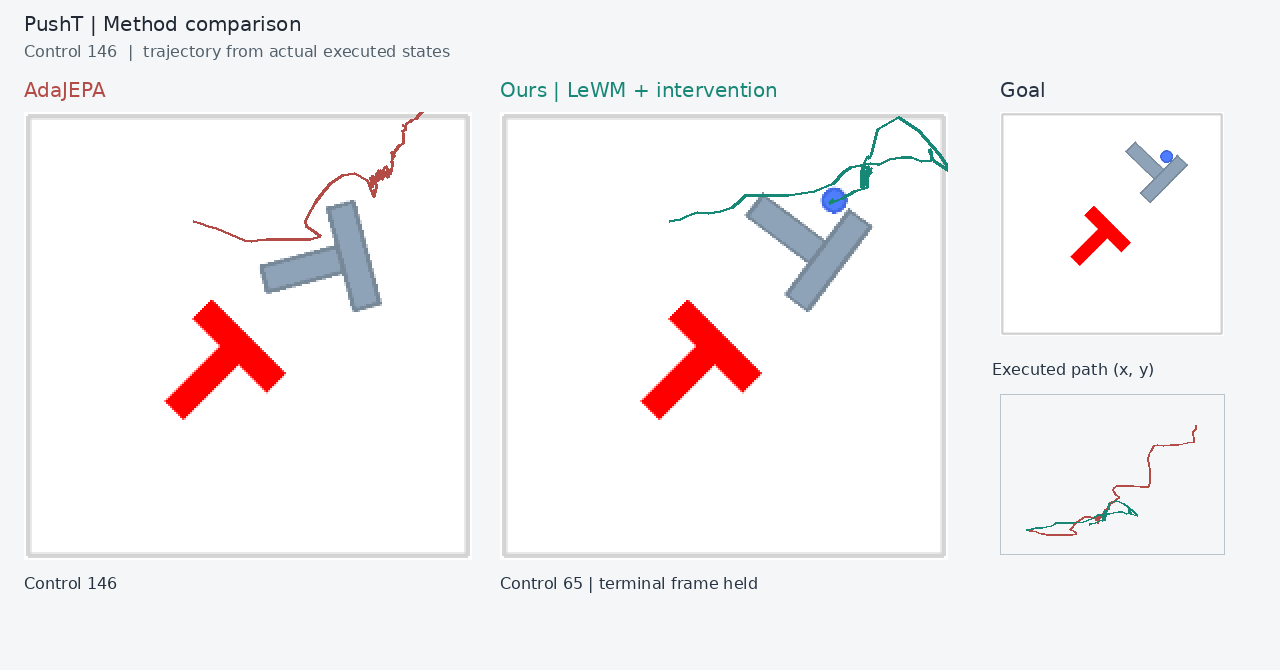 PushT | Method comparison
Control 146 | trajectory from actual executed states
AdaJEPA
Ours | LeWM + intervention
Goal
Executed path (x, y)
Control 146
Control 65 | terminal frame held